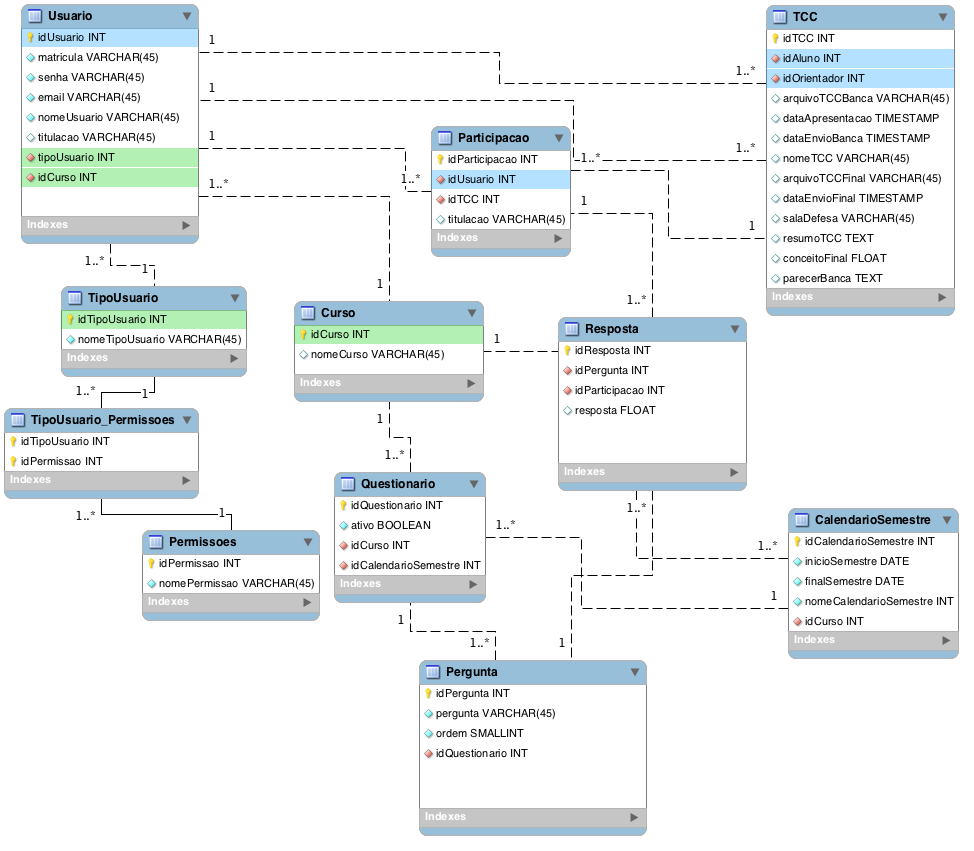 Usuario
idUsuario INT
matricula VARCHAR(45)
senha VARCHAR(45)
email VARCHAR(45)
nomeUsuario VARCHAR(45)
titulacao VARCHAR(45)
tipoUsuario INT
idCurso INT
Indexes
1
1
1
1..*
1..*
1
1..*
1..*
1..*
1..*
1
TCC
idTCC INT
idAluno INT
idOrientador INT
arquivoTCCBanca VARCHAR(45)
dataApresentacao TIMESTAMP
dataEnvioBanca TIMESTAMP
nomeTCC VARCHAR(45)
arquivoTCCFinal VARCHAR(45)
dataEnvioFinal TIMESTAMP
salaDefesa VARCHAR(45)
resumoTCC TEXT
conceitoFinal FLOAT
parecerBanca TEXT
Indexes
Participacao
idParticipacao INT
idUsuario INT
idTCC INT
titulacao VARCHAR(45)
Indexes
1
1..*
1
TipoUsuario
idTipoUsuario INT
nomeTipoUsuario VARCHAR(45)
Indexes
1..*
1
Curso
idCurso INT
nomeCurso VARCHAR(45)
Indexes
1
1
1..*
Resposta
idResposta INT
idPergunta INT
idParticipacao INT
resposta FLOAT
Indexes
1..*
1..*
TipoUsuario_Permissoes
idTipoUsuario INT
idPermissao INT
Indexes
1..*
1
Permissoes
idPermissao INT
nomePermissao VARCHAR(45)
Indexes
Questionario
idQuestionario INT
ativo BOOLEAN
idCurso INT
idCalendarioSemestre INT
Indexes
1..*
1
1
1..*
1
CalendarioSemestre
idCalendarioSemestre INT
inicioSemestre DATE
finalSemestre DATE
nomeCalendarioSemestre INT
idCurso INT
Indexes
Pergunta
idPergunta INT
pergunta VARCHAR(45)
ordem SMALLINT
idQuestionario INT
Indexes